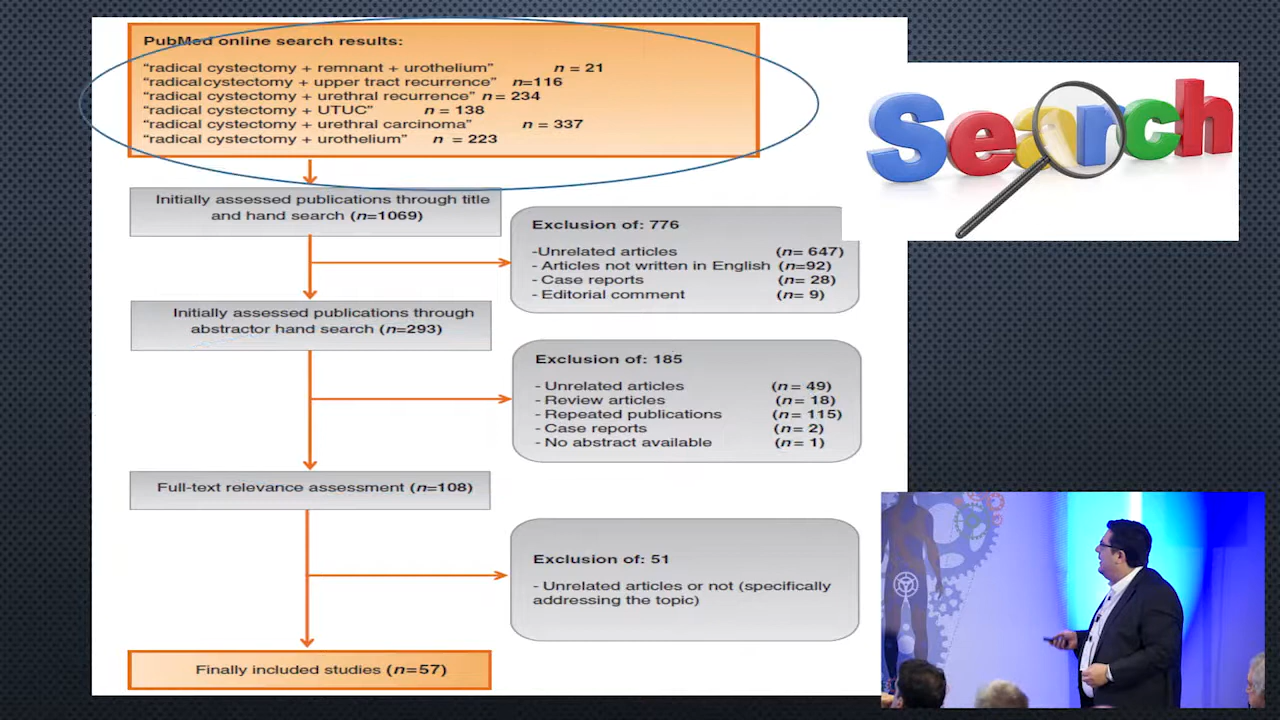 PubMed online search results:
“radical cystectomy + remnant + urothelium” n = 21
“radicalcystectomy + upper tract recurrence” n=116
“radical cystectomy + urethral recurrence” n= 234
“radical cystectomy + UTUC” n = 138
“radical cystectomy + urethral carcinoma” n = 337
“radical cystectomy + urothelium” n = 223
Search
Initially assessed publications through title
and hand search (n=1069)
Exclusion of: 776
-Unrelated articles (n= 647)
- Articles not written in English (n=92)
- Case reports (n= 28)
- Editorial comment (n= 9)
Initially assessed publications through
abstractor hand search (n=293)
Exclusion of: 185
- Unrelated articles (n= 49)
- Review articles (n= 18)
- Repeated publications (n= 115)
- Case reports (n= 2)
- No abstract available (n= 1)
Full-text relevance assessment (n=108)
Exclusion of: 51
- Unrelated articles or not (specifically
addressing the topic)
Finally included studies (n=57)